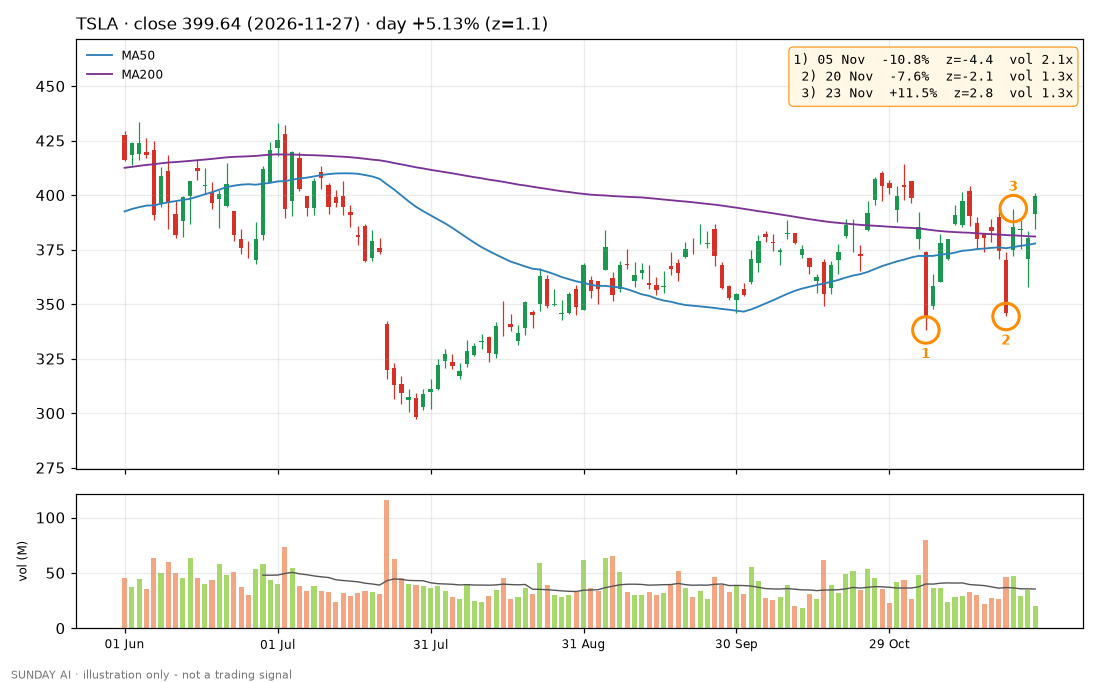 TSLA · close 399.64 (2026-11-27) · day +5.13% (z=1.1)
MA50
MA200
1) 05 Nov -10.8% z=-4.4 vol 2.1x
2) 20 Nov -7.6% z=-2.1 vol 1.3x
3) 23 Nov +11.5% z=2.8 vol 1.3x
450
425
400
375
350
325
300
275
3
1
2
vol (M)
100
50
0
01 Jun
01 Jul
31 Jul
31 Aug
30 Sep
29 Oct
SUNDAY AI · illustration only - not a trading signal